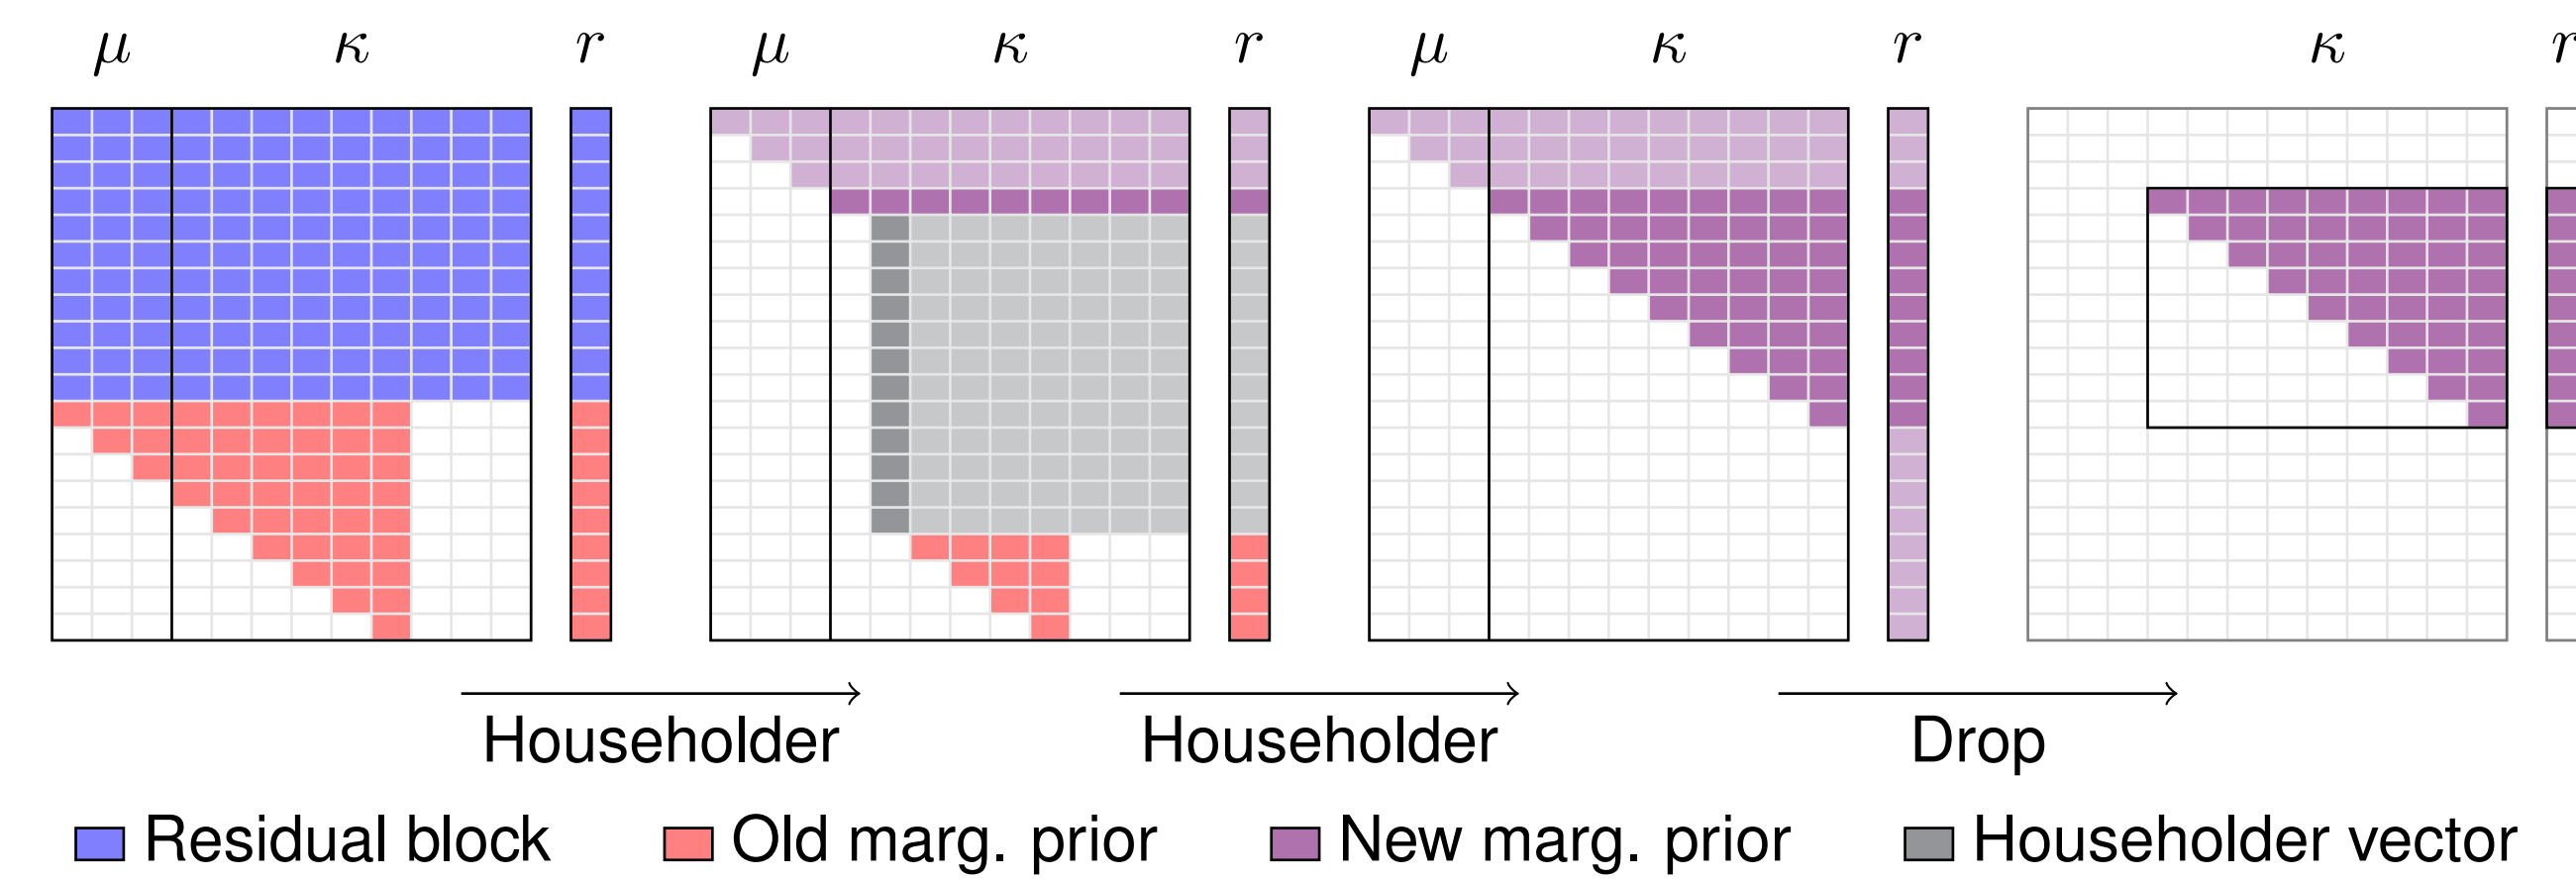 μ κ r μ κ r μ κ r κ r
Householder Householder Drop
Residual block Old marg. prior New marg. prior Householder vector